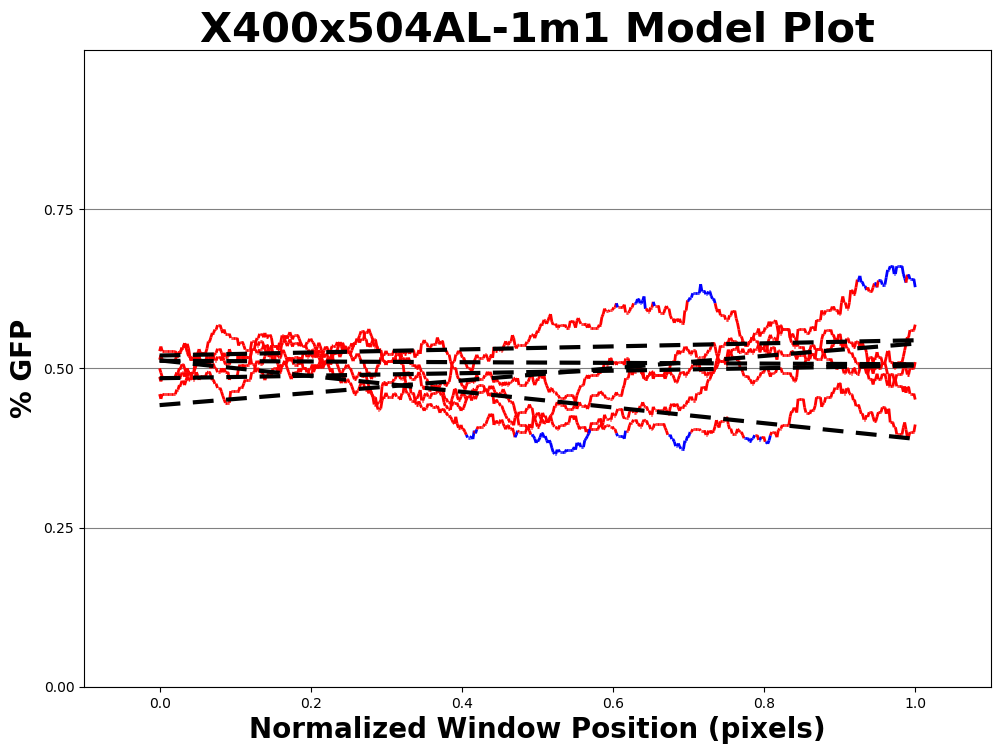 X400x504AL-1m1 Model Plot
% GFP
0.75
0.50
0.25
0.00
0.0 0.2 0.4 0.6 0.8 1.0
Normalized Window Position (pixels)